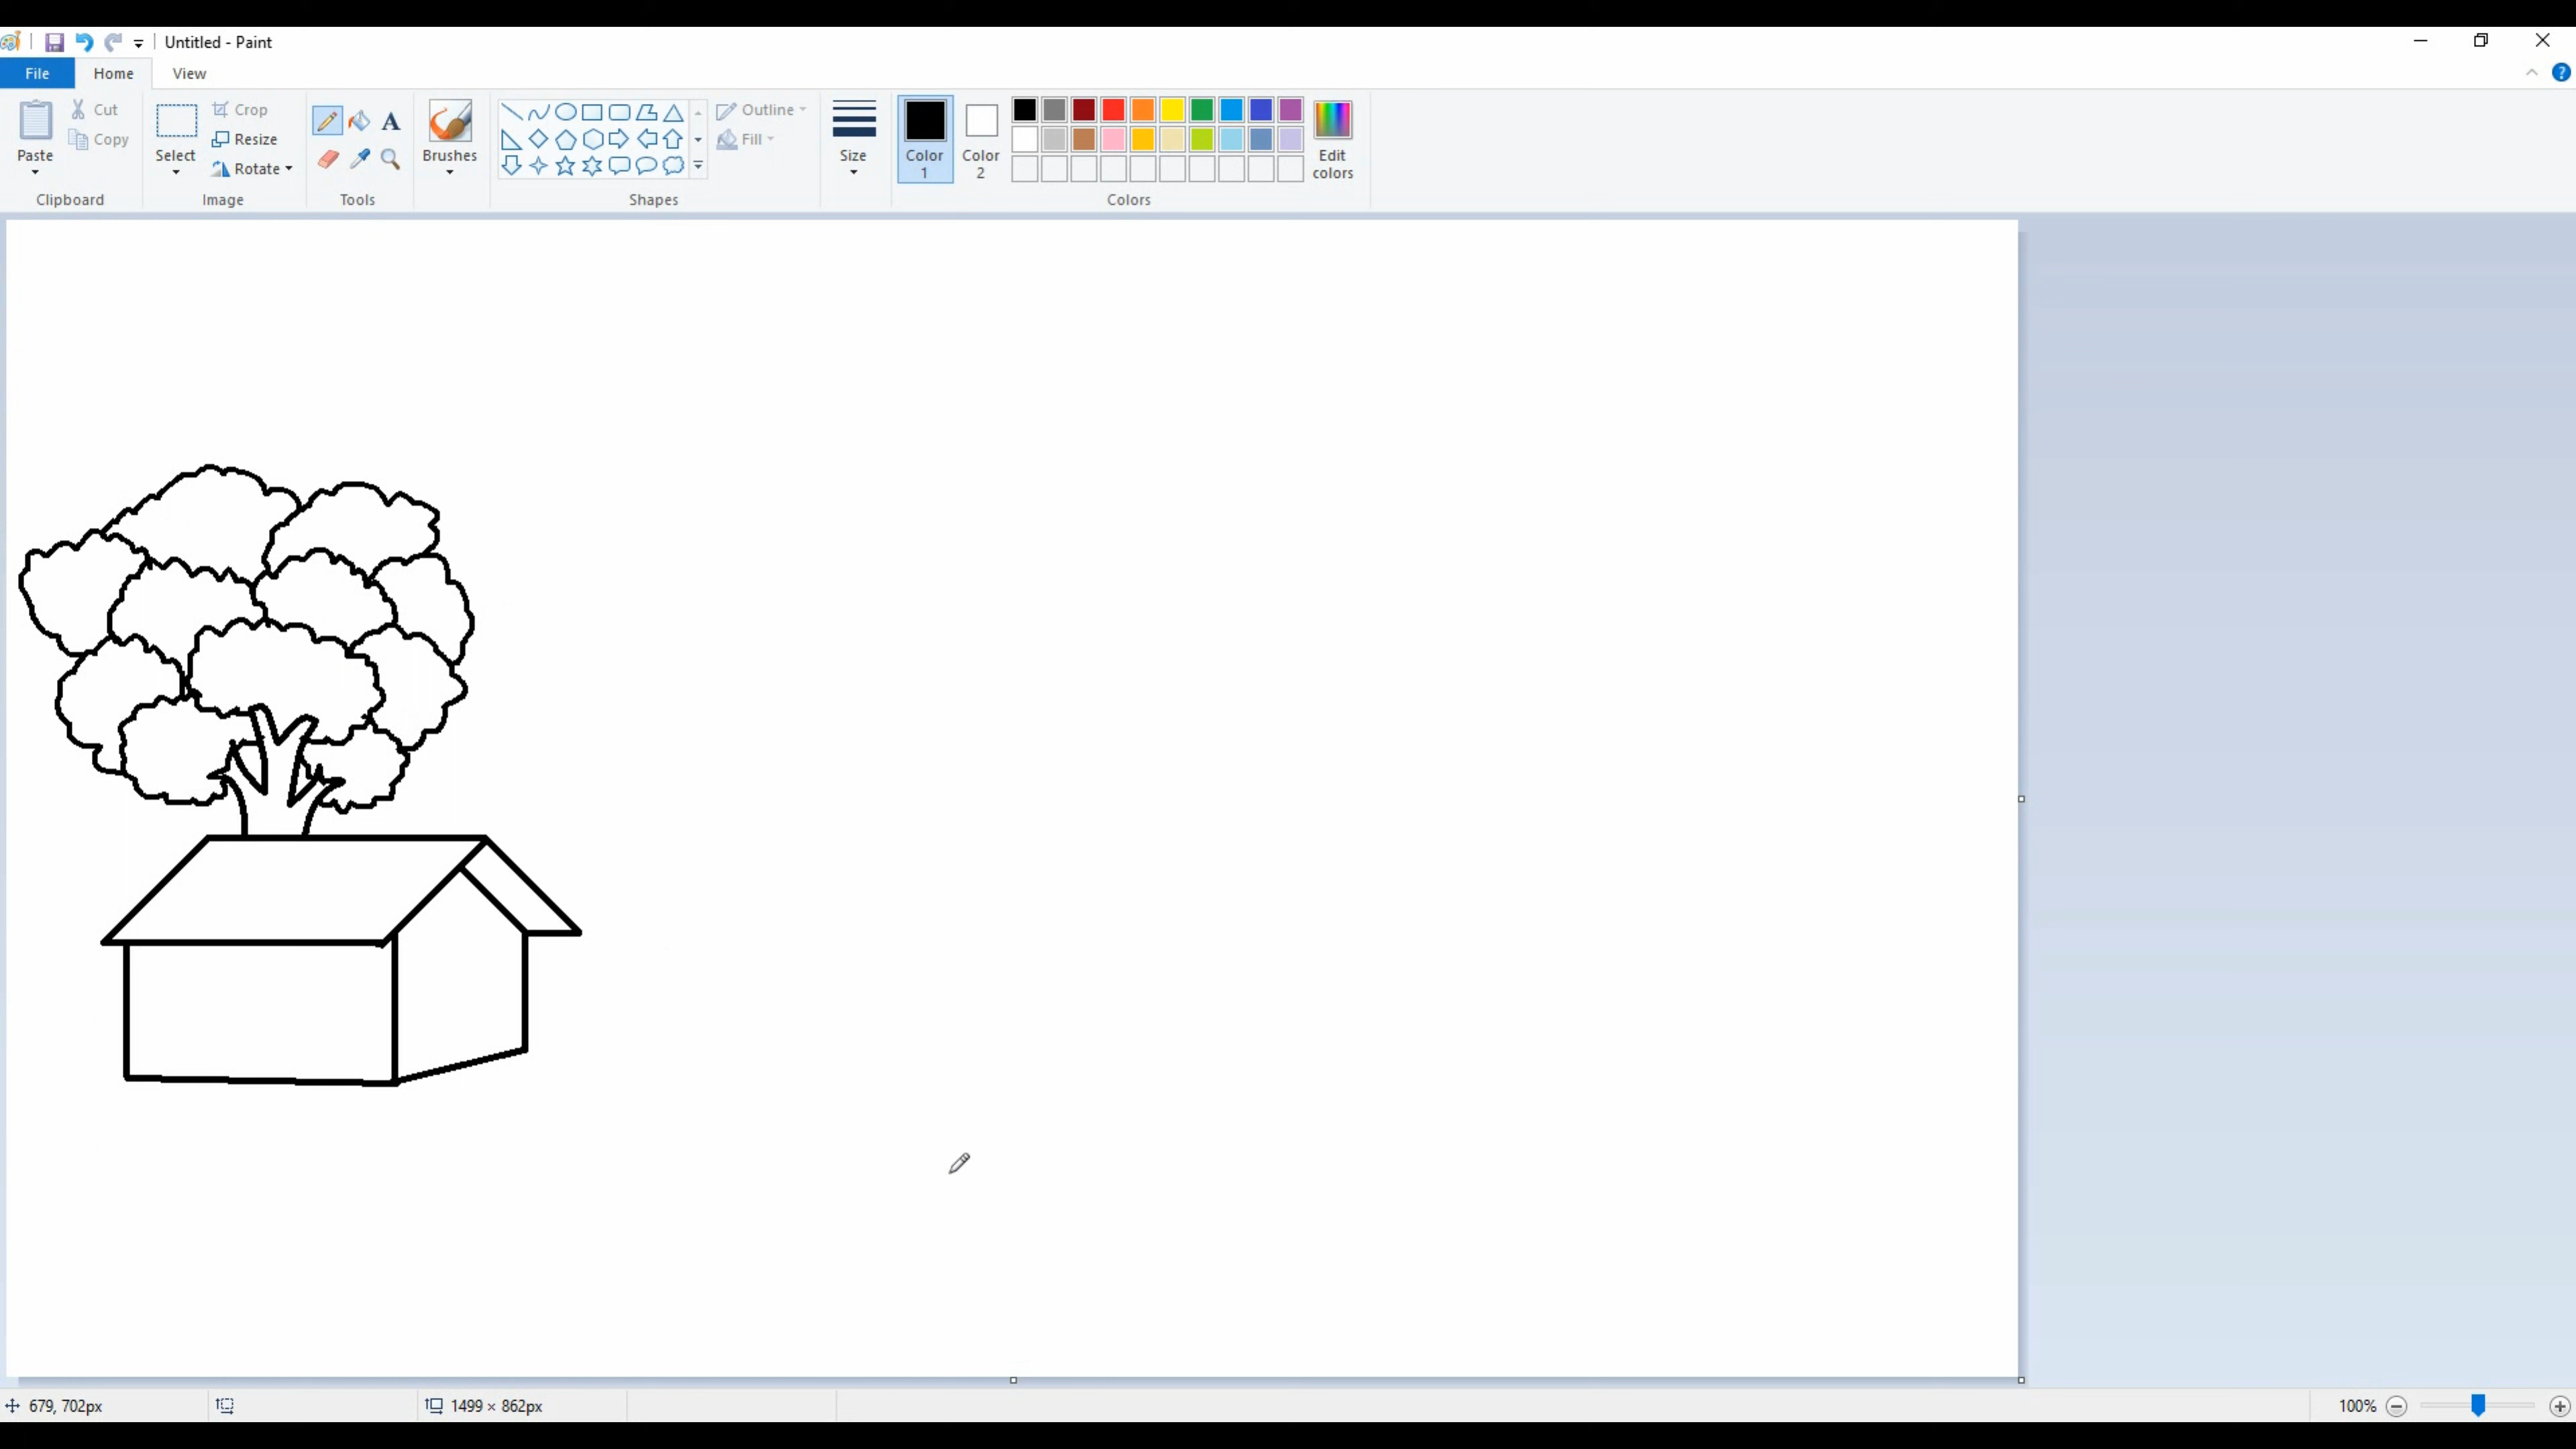 Untitled - Paint
File Home View
Paste
Cut
Copy
Clipboard
Select
Crop
Resize
Rotate
Image
A
Tools
Brushes
Shapes
Outline
Fill
Size
Color 1
Color 2
Edit colors
Colors
?
679, 702px
1499 × 862px
100%